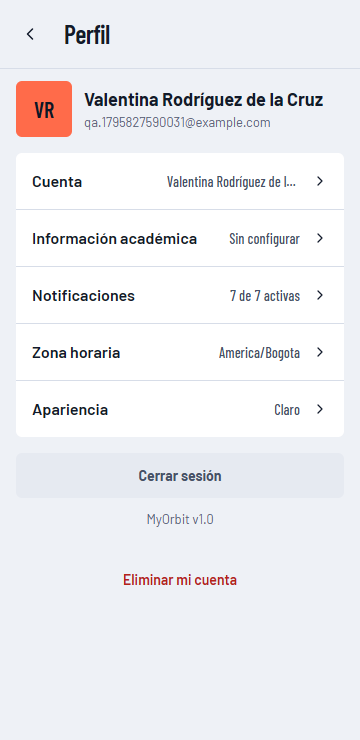 Perfil
VR
Valentina Rodríguez de la Cruz
qa.1795827590031@example.com
Cuenta Valentina Rodríguez de l...
Información académica Sin configurar
Notificaciones 7 de 7 activas
Zona horaria America/Bogota
Apariencia Claro
Cerrar sesión
MyOrbit v1.0
Eliminar mi cuenta